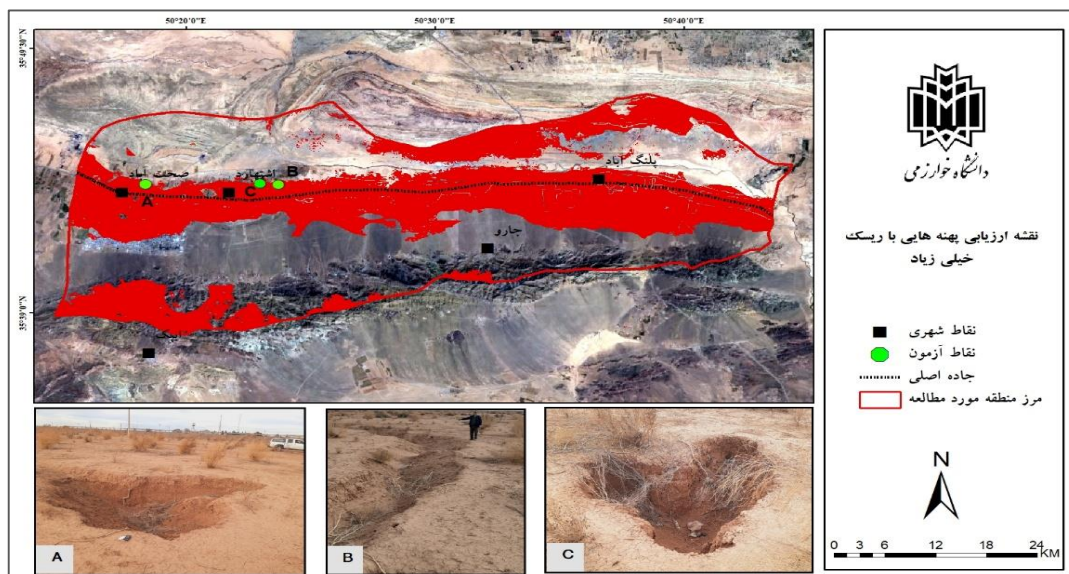 50°20'0"E
50°30'0"E
50°40'0"E
35°40'30"N
35°30'0"N
صحت آباد
A
اشتهارد
C
B
پلنگ آباد
جارو
A
B
C
دانشگاه خوارزمی
نقشه ارزیابی پهنه هایی با ریسک
خیلی زیاد
نقاط شهری
نقاط آزمون
جاده اصلی
مرز منطقه مورد مطالعه
N
0 3 6 12 18 24
KM